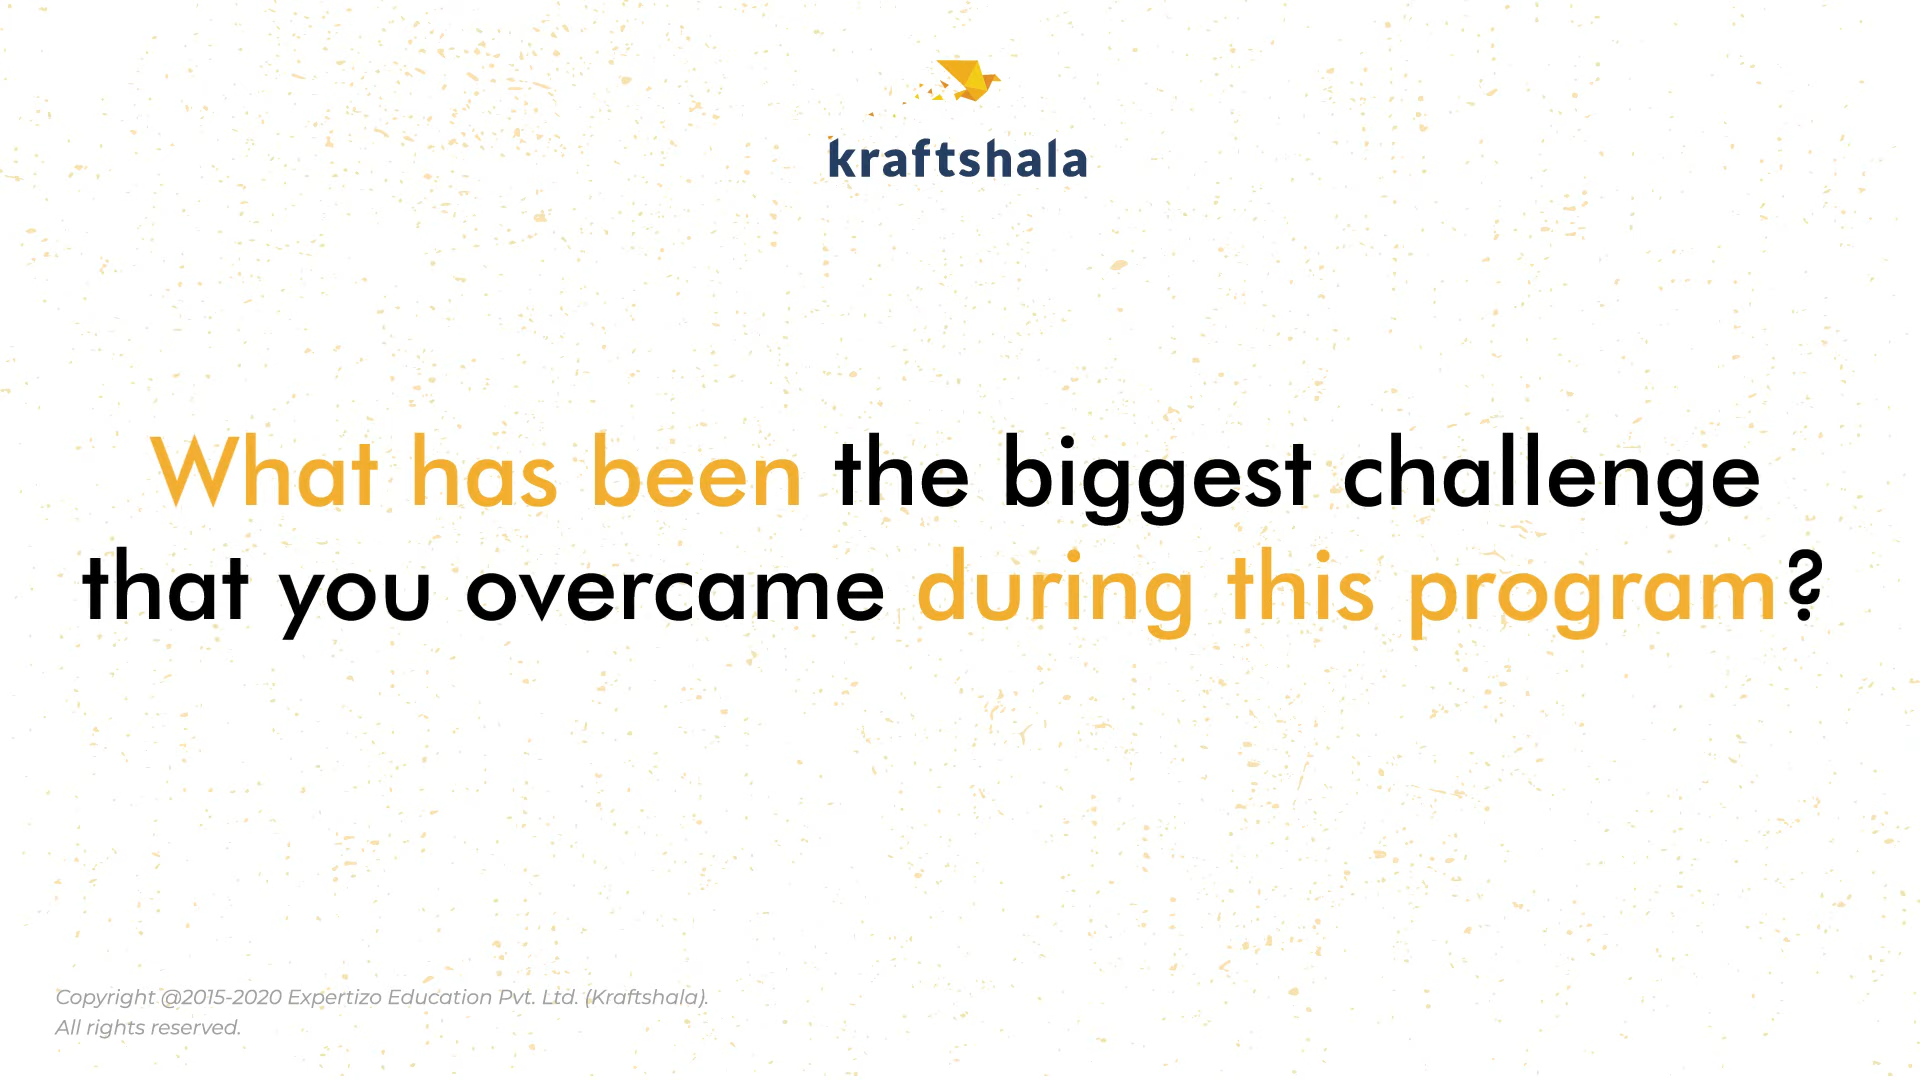 kraftshala
What has been the biggest challenge
that you overcame during this program?
Copyright @2015-2020 Expertizo Education Pvt. Ltd. (Kraftshala).
All rights reserved.